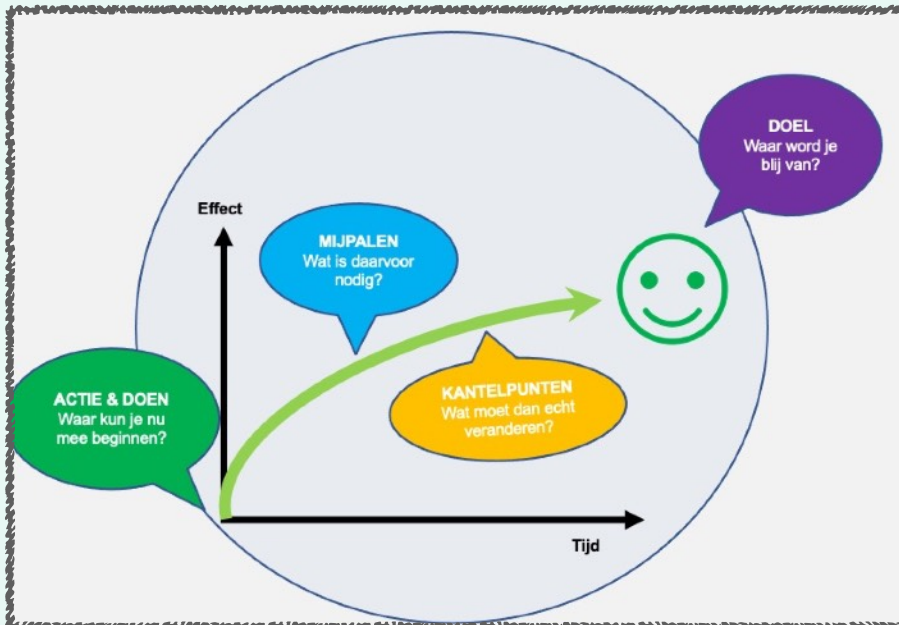 DOEL
Waar word je
blij van?
Effect
MIJPALEN
Wat is daarvoor
nodig?
ACTIE & DOEN
Waar kun je nu
mee beginnen?
KANTELPUNTEN
Wat moet dan echt
veranderen?
Tijd